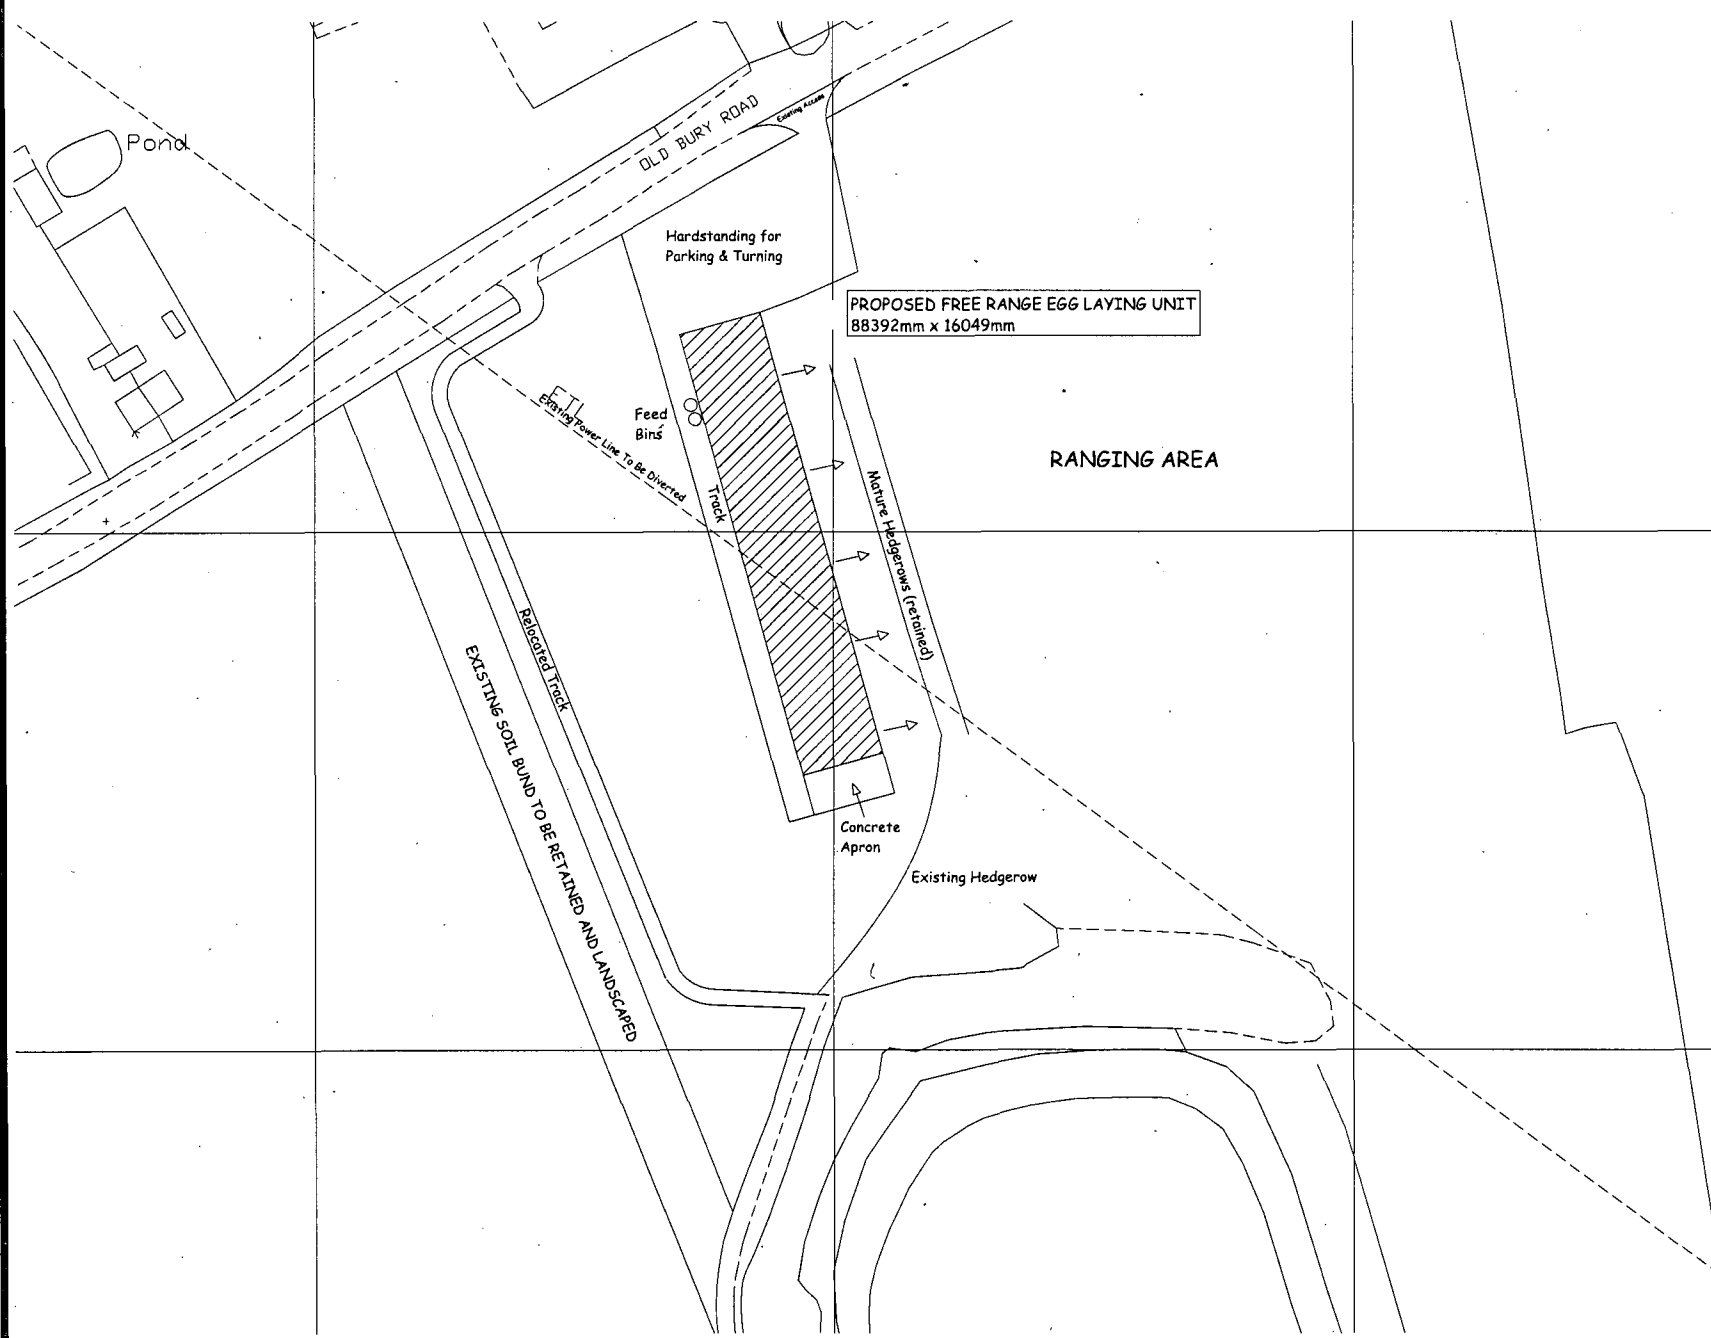 Pond
OLD BURY ROAD
Existing Access
Hardstanding for
Parking & Turning
PROPOSED FREE RANGE EGG LAYING UNIT
88392mm x 16049mm
ETL
Existing Power Line To Be Diverted
Feed
Bins
Track
Mature Hedgerows (retained)
RANGING AREA
Relocated Track
EXISTING SOIL BUND TO BE RETAINED AND LANDSCAPED
Concrete
Apron
Existing Hedgerow